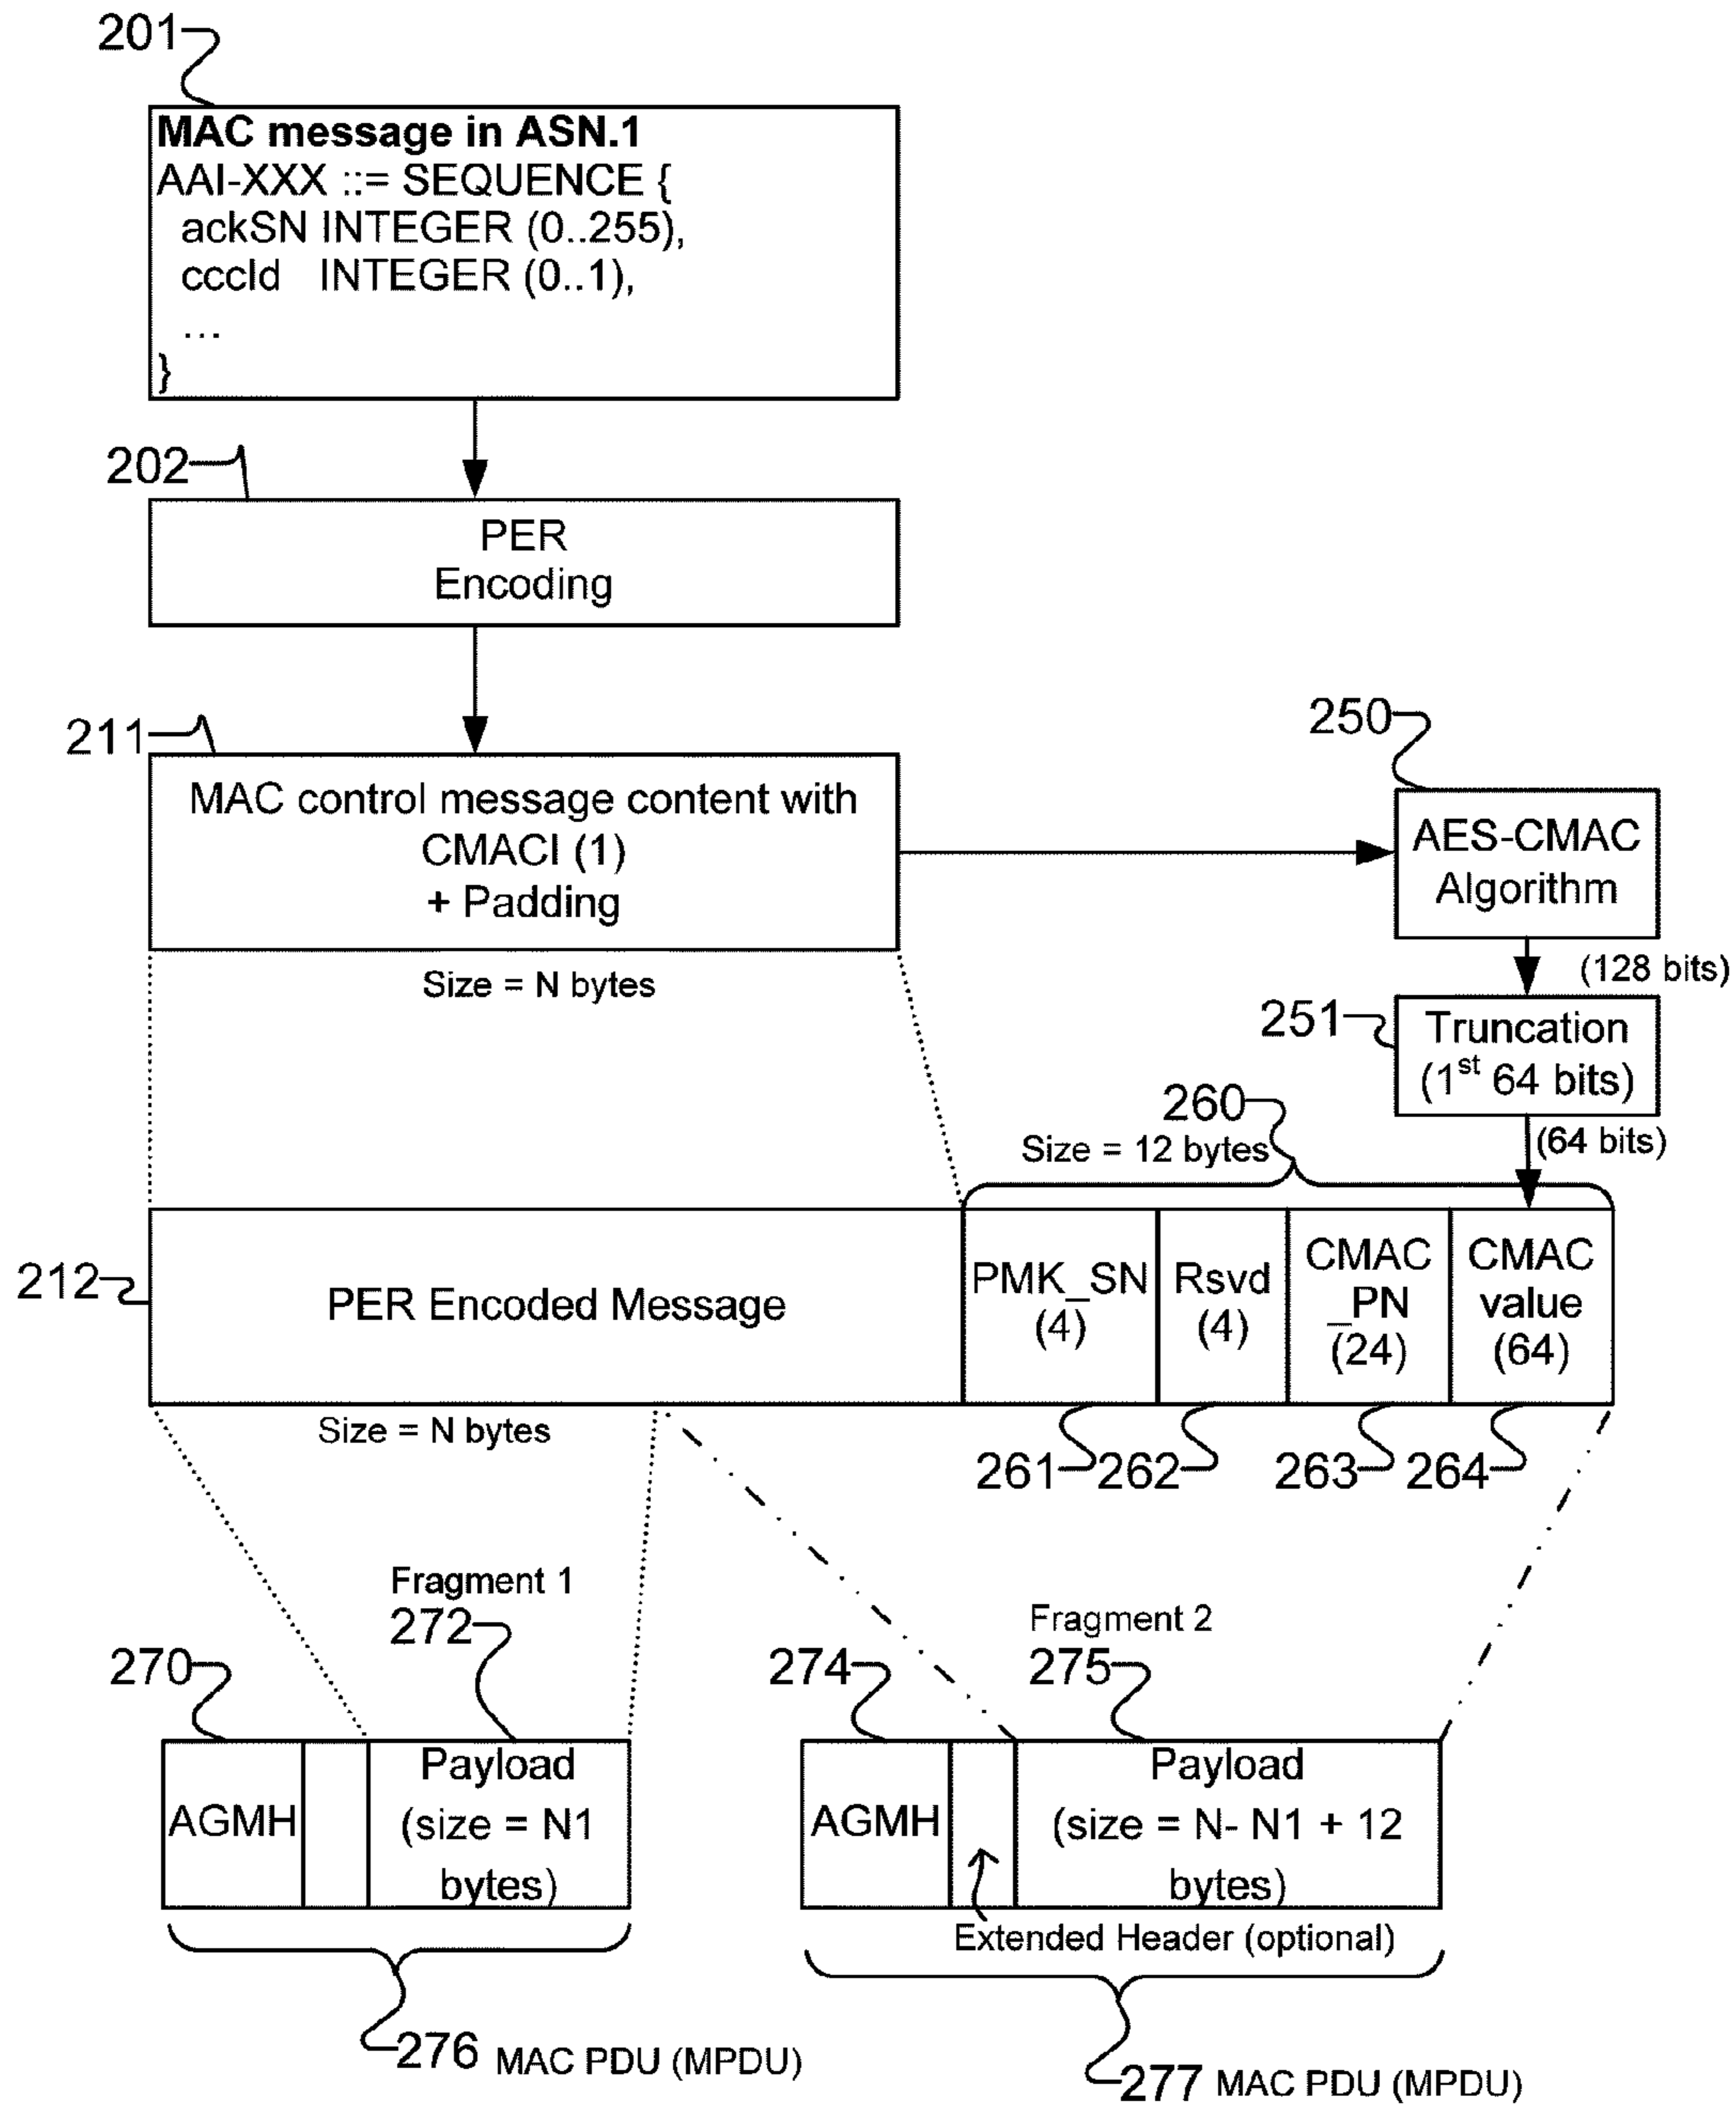 201
MAC message in ASN.1
AAI-XXX ::= SEQUENCE {
ackSN INTEGER (0..255),
cccId INTEGER (0..1),
...
}
202
PER
Encoding
211
MAC control message content with
CMACI (1)
+ Padding
Size = N bytes
250
AES-CMAC
Algorithm
(128 bits)
251
Truncation
(1st 64 bits)
(64 bits)
260
Size = 12 bytes
212
PER Encoded Message
PMK_SN
(4)
Rsvd
(4)
CMAC
_PN
(24)
CMAC
value
(64)
Size = N bytes
261
262
263
264
Fragment 1
272
270
AGMH
Payload
(size = N1
bytes)
276 MAC PDU (MPDU)
Fragment 2
275
274
AGMH
Payload
(size = N- N1 + 12
bytes)
Extended Header (optional)
277 MAC PDU (MPDU)